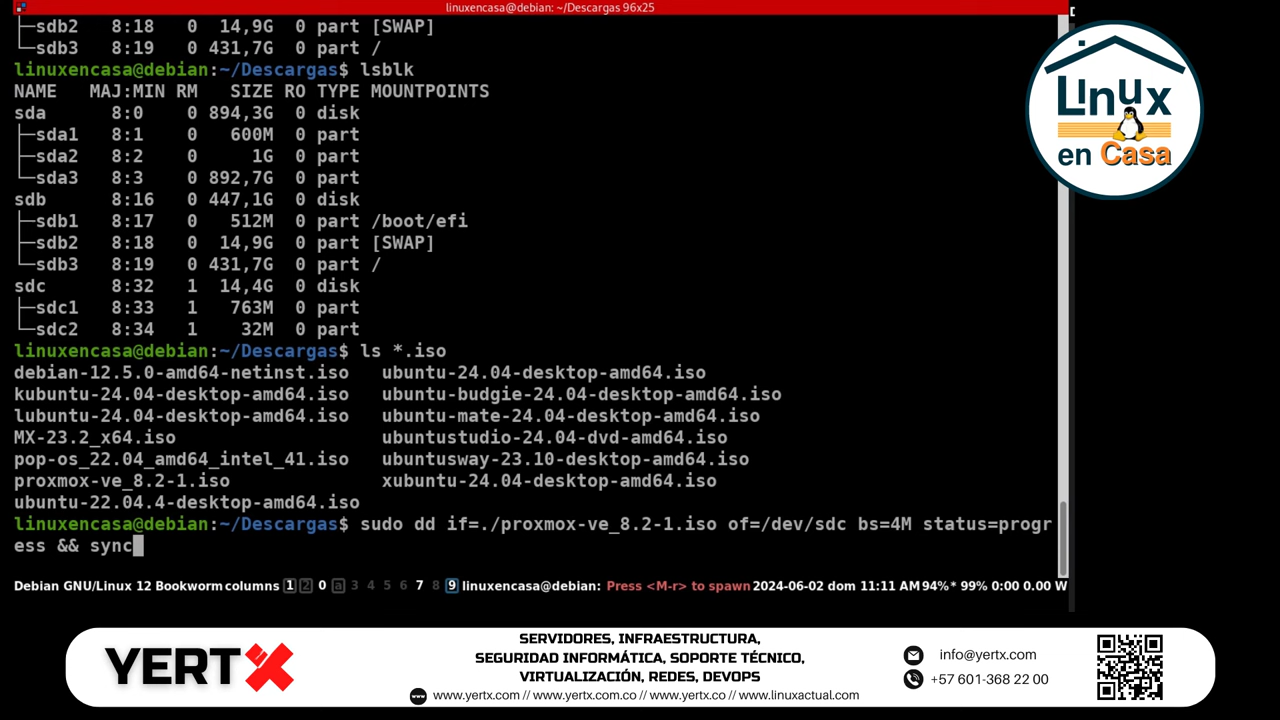 linuxencasa@debian: ~/Descargas 96x25
├─sdb2   8:18   0  14,9G  0 part [SWAP]
└─sdb3   8:19   0 431,7G  0 part /
linuxencasa@debian:~/Descargas$ lsblk
NAME   MAJ:MIN RM   SIZE RO TYPE MOUNTPOINTS
sda      8:0    0 894,3G  0 disk
├─sda1   8:1    0   600M  0 part
├─sda2   8:2    0     1G  0 part
└─sda3   8:3    0 892,7G  0 part
sdb      8:16   0 447,1G  0 disk
├─sdb1   8:17   0   512M  0 part /boot/efi
├─sdb2   8:18   0  14,9G  0 part [SWAP]
└─sdb3   8:19   0 431,7G  0 part /
sdc      8:32   1  14,4G  0 disk
├─sdc1   8:33   1   763M  0 part
└─sdc2   8:34   1    32M  0 part
linuxencasa@debian:~/Descargas$ ls *.iso
debian-12.5.0-amd64-netinst.iso   ubuntu-24.04-desktop-amd64.iso
kubuntu-24.04-desktop-amd64.iso   ubuntu-budgie-24.04-desktop-amd64.iso
lubuntu-24.04-desktop-amd64.iso   ubuntu-mate-24.04-desktop-amd64.iso
MX-23.2_x64.iso                   ubuntustudio-24.04-dvd-amd64.iso
pop-os_22.04_amd64_intel_41.iso   ubuntusway-23.10-desktop-amd64.iso
proxmox-ve_8.2-1.iso              xubuntu-24.04-desktop-amd64.iso
ubuntu-22.04.4-desktop-amd64.iso
linuxencasa@debian:~/Descargas$ sudo dd if=./proxmox-ve_8.2-1.iso of=/dev/sdc bs=4M status=progr
ess && sync
Debian GNU/Linux 12 Bookworm columns 1 2 0 a 3 4 5 6 7 8 9 linuxencasa@debian: Press <M-r> to spawn 2024-06-02 dom 11:11 AM 94%* 99% 0:00 0.00 W
Linux
en Casa
YERTX
SERVIDORES, INFRAESTRUCTURA,
SEGURIDAD INFORMÁTICA, SOPORTE TÉCNICO,
VIRTUALIZACIÓN, REDES, DEVOPS
www.yertx.com // www.yertx.com.co // www.yertx.co // www.linuxactual.com
info@yertx.com
+57 601-368 22 00